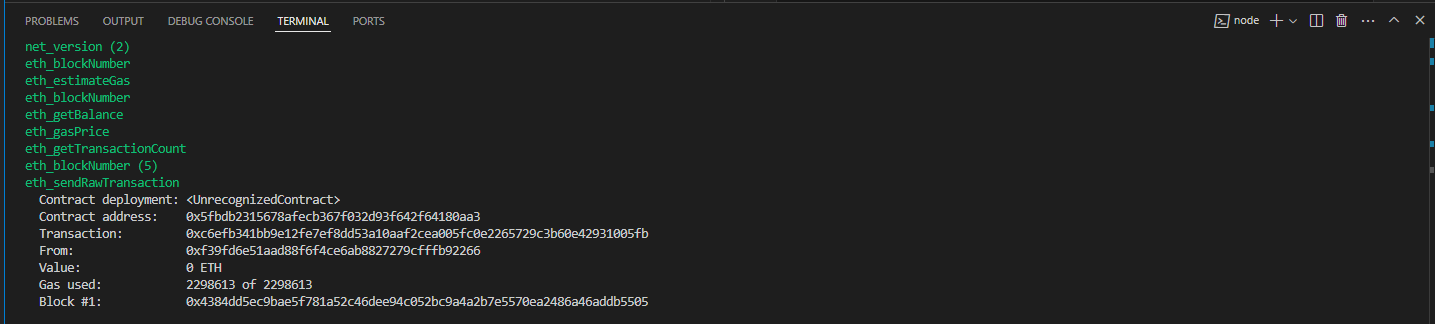 PROBLEMS OUTPUT DEBUG CONSOLE TERMINAL PORTS node
net_version (2)
eth_blockNumber
eth_estimateGas
eth_blockNumber
eth_getBalance
eth_gasPrice
eth_getTransactionCount
eth_blockNumber (5)
eth_sendRawTransaction
Contract deployment: <UnrecognizedContract>
Contract address: 0x5fbdb2315678afecb367f032d93f642f64180aa3
Transaction: 0xc6efb341bb9e12fe7ef8dd53a10aaf2cea005fc0e2265729c3b60e42931005fb
From: 0xf39fd6e51aad88f6f4ce6ab8827279cfffb92266
Value: 0 ETH
Gas used: 2298613 of 2298613
Block #1: 0x4384dd5ec9bae5f781a52c46dee94c052bc9a4a2b7e5570ea2486a46addb5505